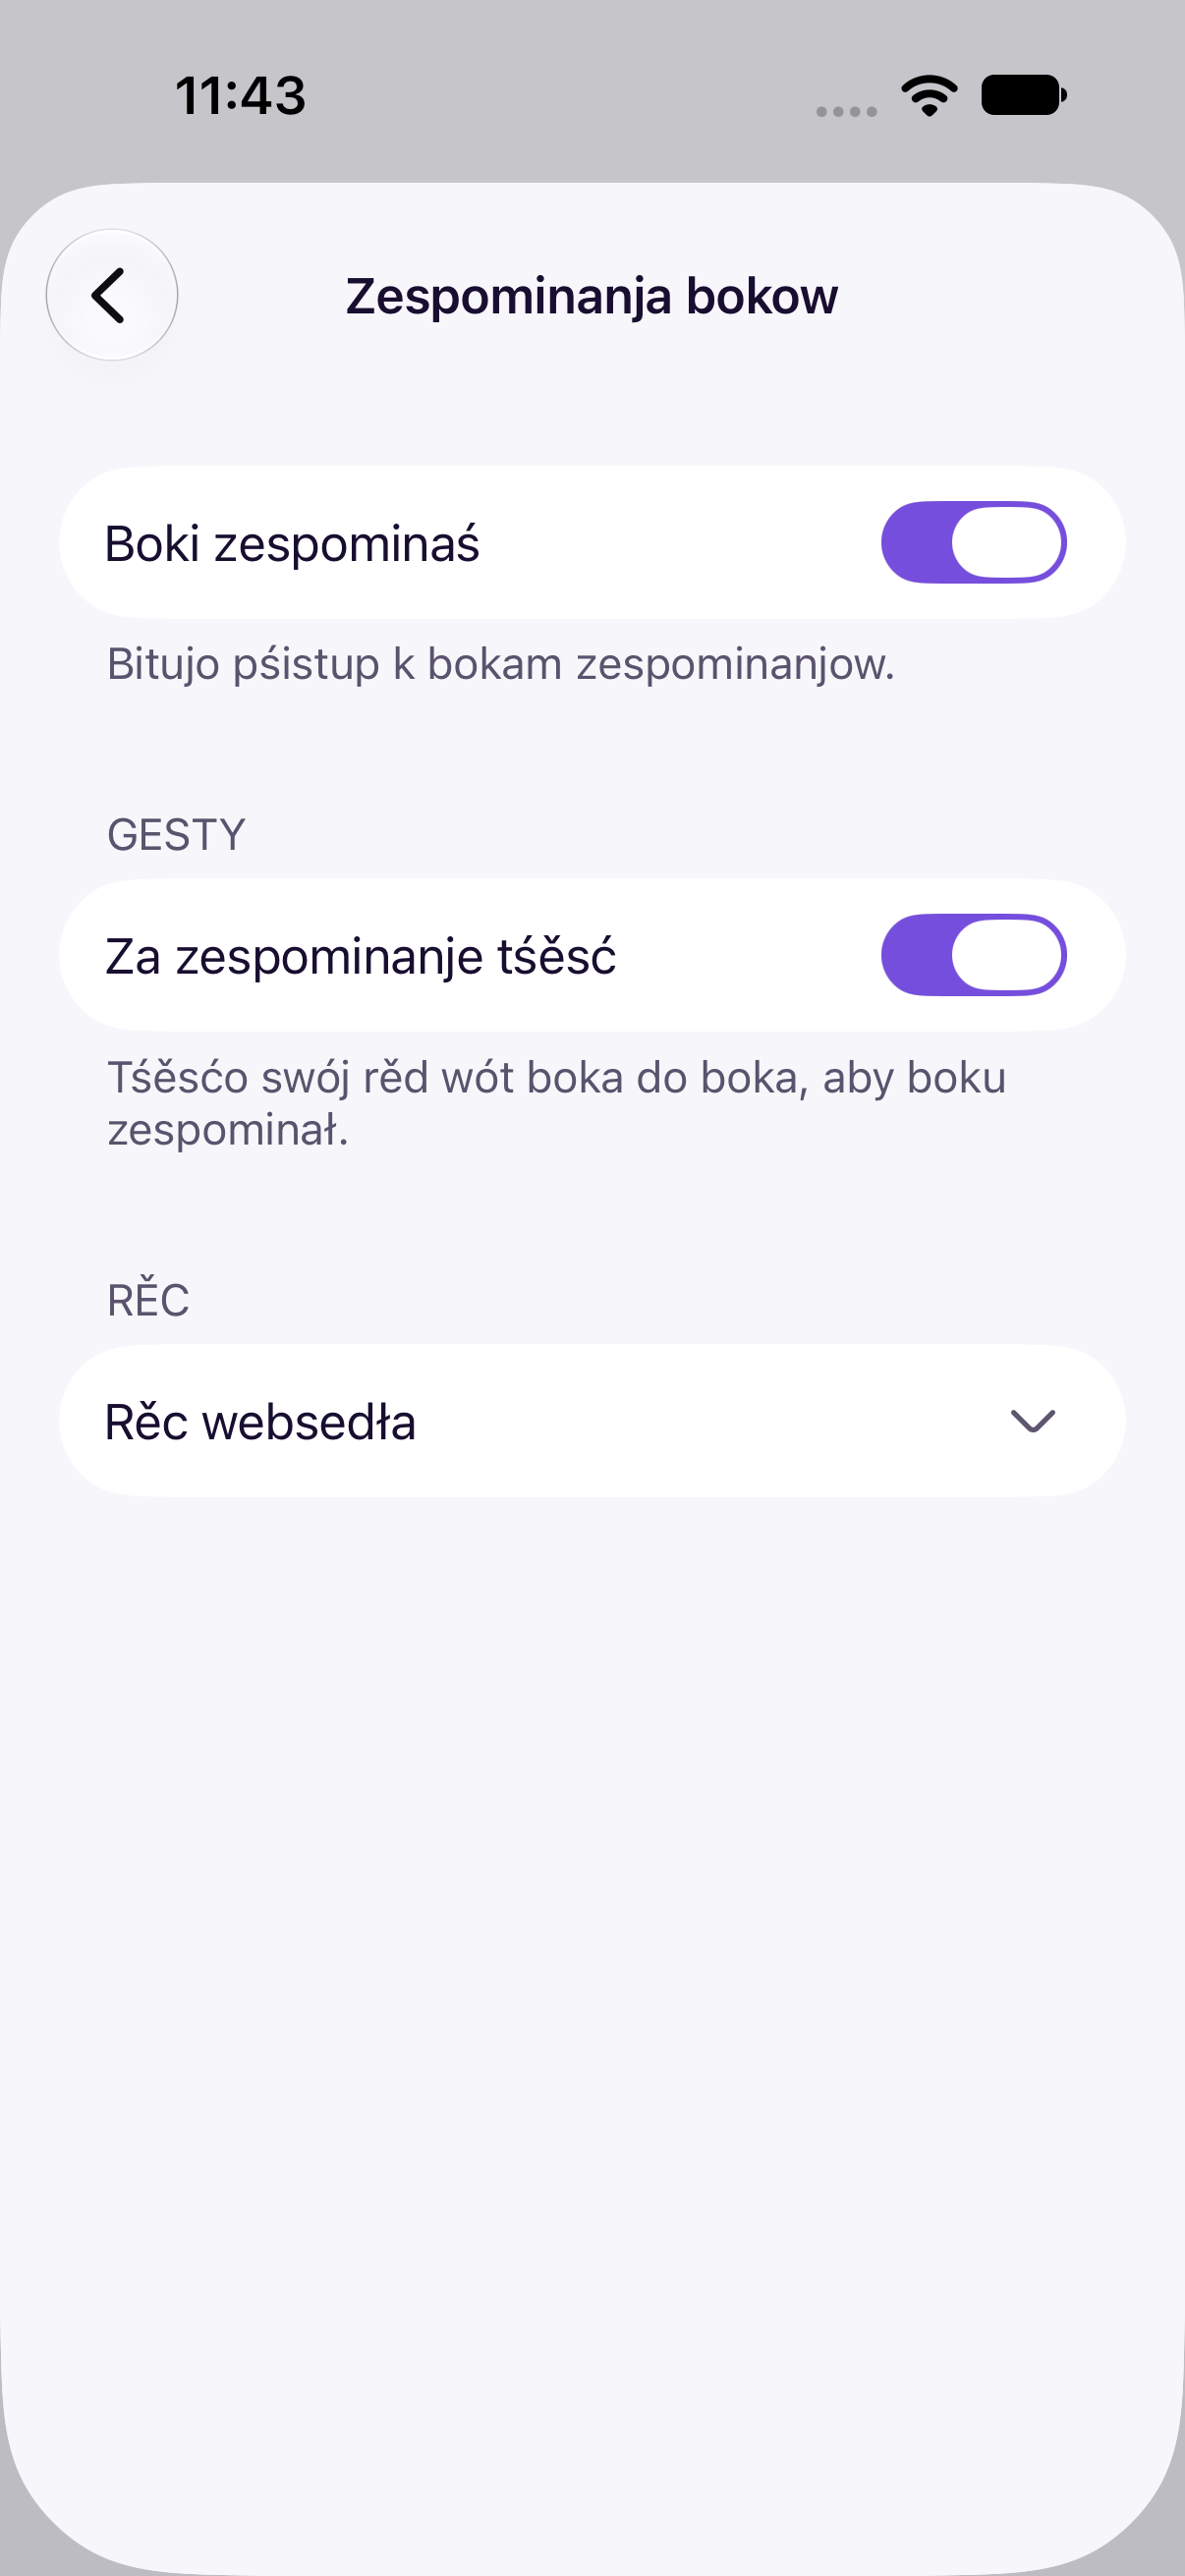 11:43
Zespominanja bokow
Boki zespominaś
Bitujo pśistup k bokam zespominanjow.
GESTY
Za zespominanje tśěsć
Tśěsćo swój rěd wót boka do boka, aby boku
zespominał.
RĚC
Rěc websedła